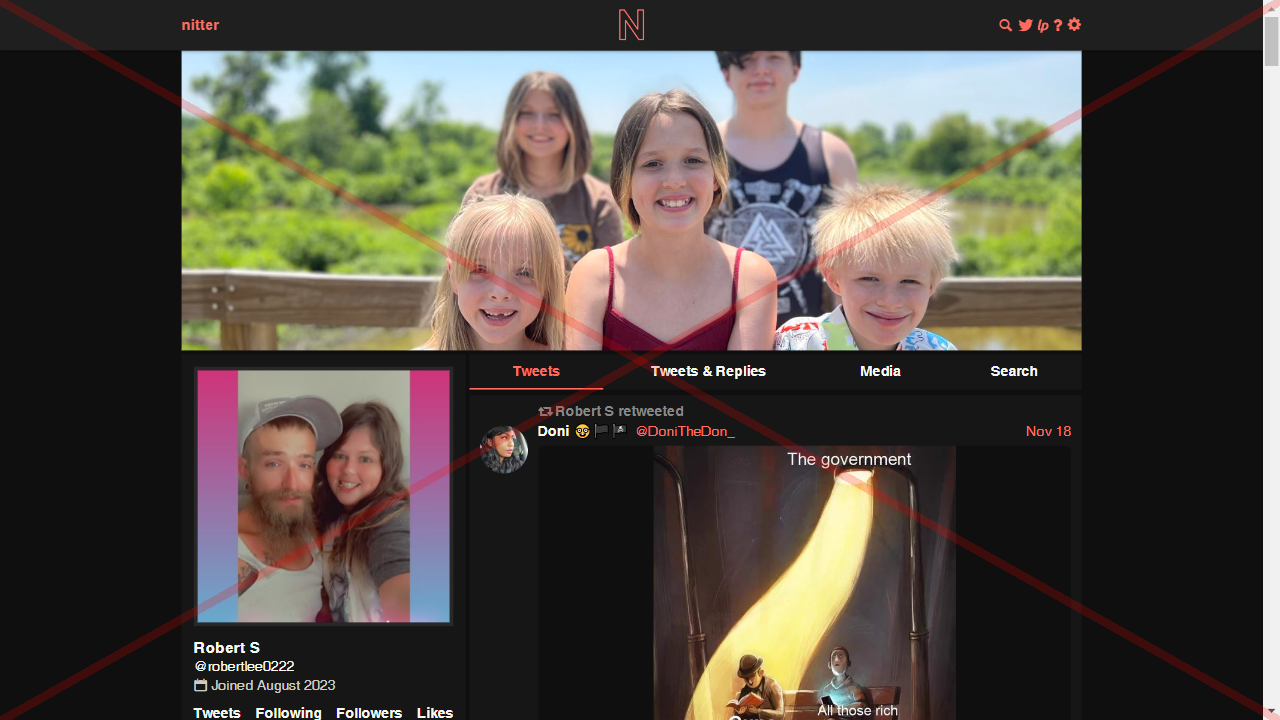 nitter
N
lp ?
Tweets
Tweets & Replies
Media
Search
Robert S retweeted
Doni
@DoniTheDon_
Nov 18
The government
All those rich
Robert S
@robertlee0222
Joined August 2023
Tweets
Following
Followers
Likes